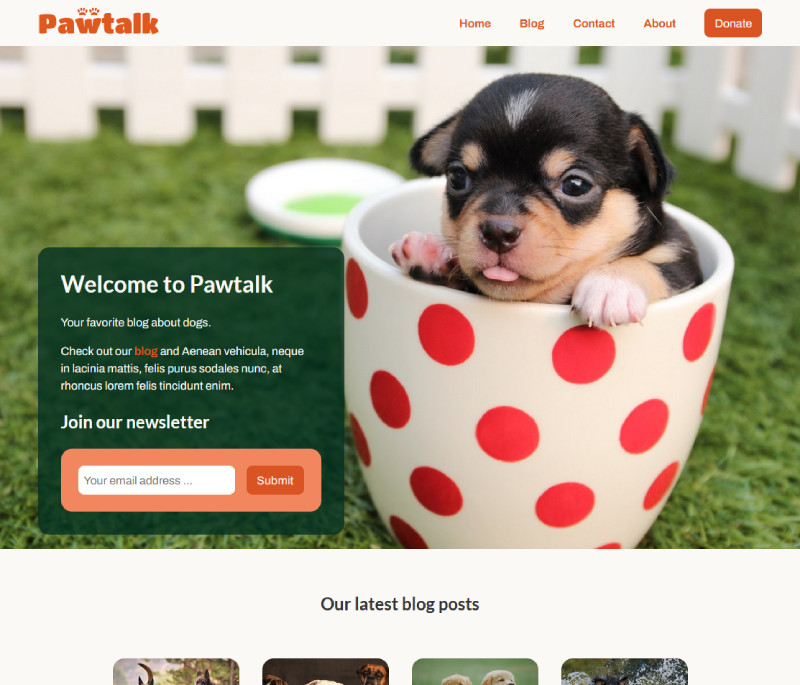 Pawtalk
Home Blog Contact About Donate
Welcome to Pawtalk
Your favorite blog about dogs.
Check out our blog and Aenean vehicula, neque
in lacinia mattis, felis purus sodales nunc, at
rhoncus lorem felis tincidunt enim.
Join our newsletter
Your email address ... Submit
Our latest blog posts